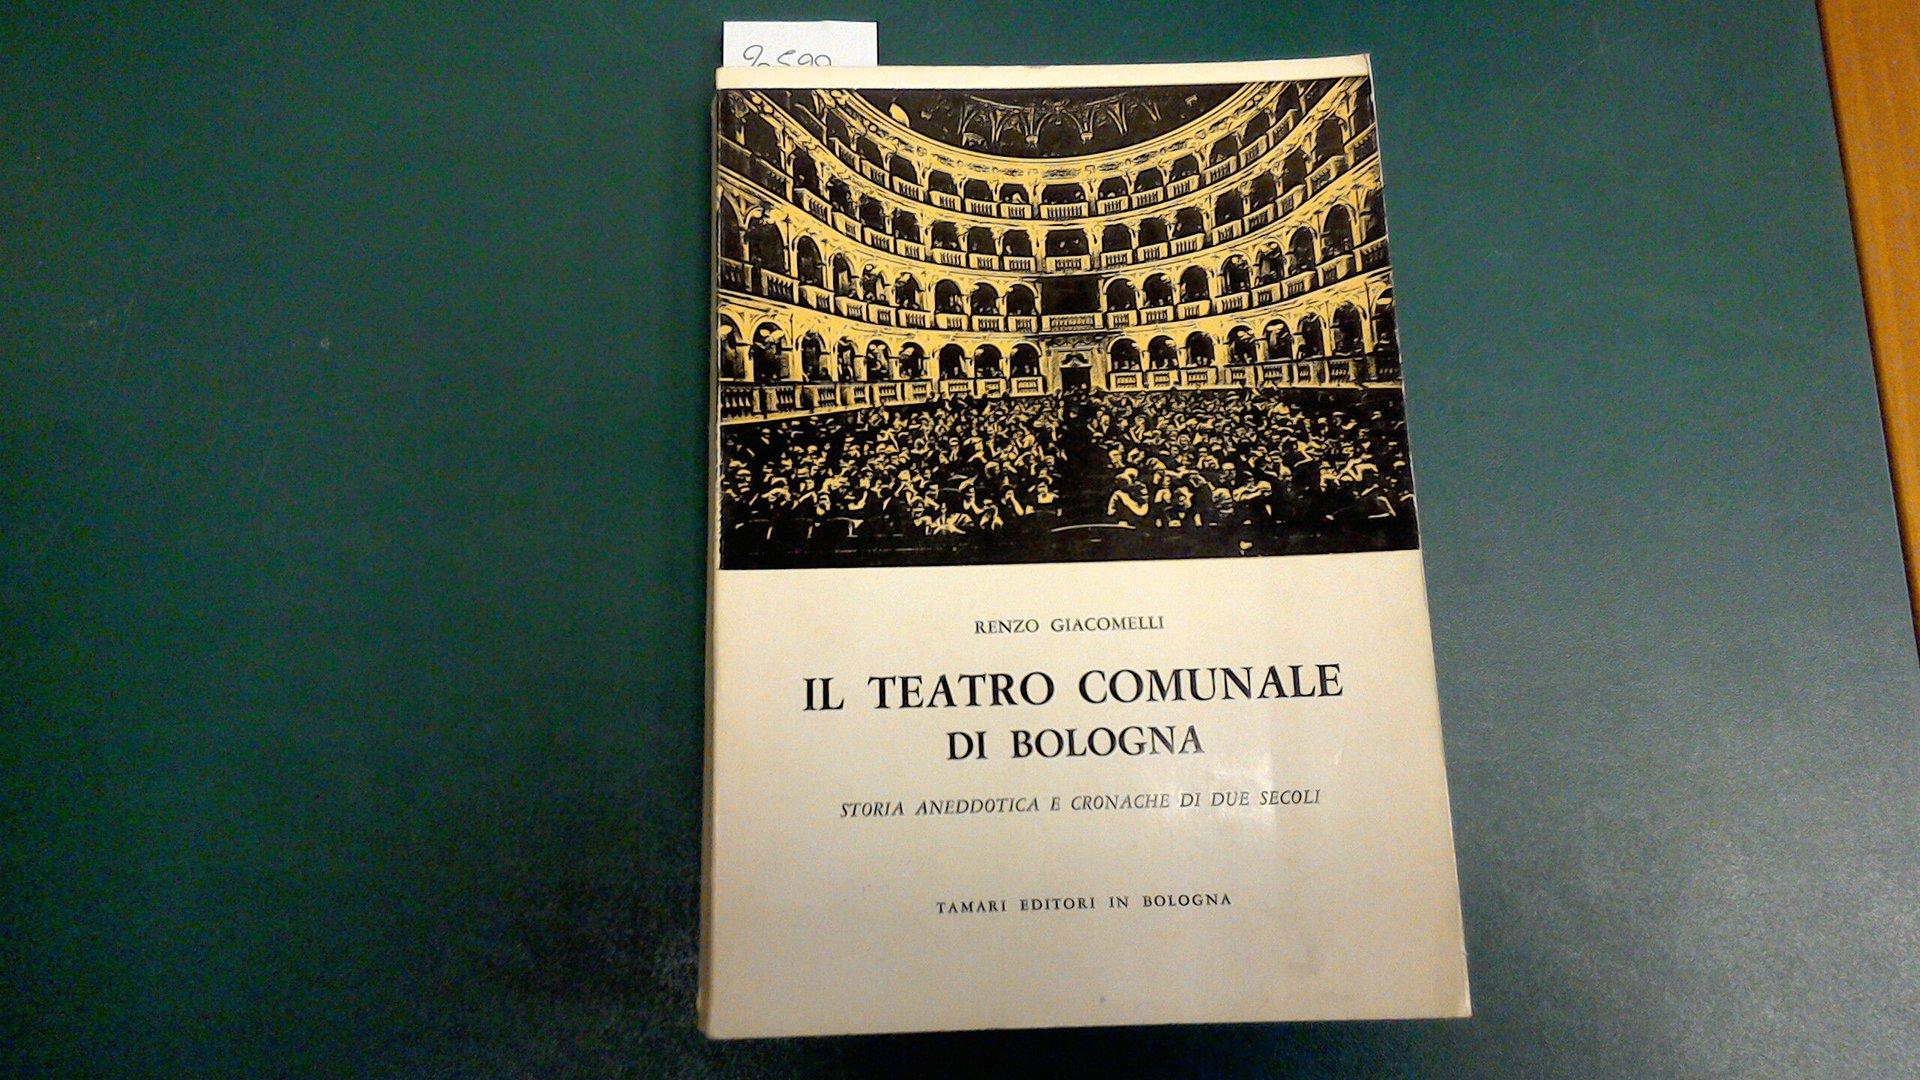 RENZO GIACOMELLI
IL TEATRO COMUNALE
DI BOLOGNA
STORIA ANEDDOTICA E CRONACHE DI DUE SECOLI
TAMARI EDITORI IN BOLOGNA